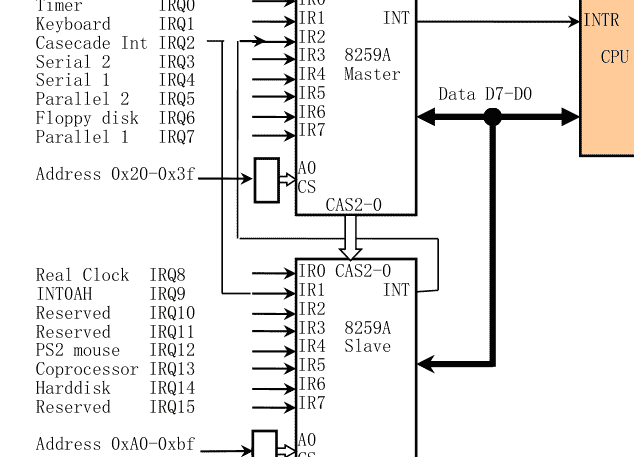 Timer IRQ0 IR0
Keyboard IRQ1 IR1 INT INTR
Casecade Int IRQ2 IR2
Serial 2 IRQ3 IR3 8259A CPU
Serial 1 IRQ4 IR4 Master
Parallel 2 IRQ5 IR5 Data D7-D0
Floppy disk IRQ6 IR6
Parallel 1 IRQ7 IR7
Address 0x20-0x3f A0
CS
CAS2-0
Real Clock IRQ8 IR0 CAS2-0
INT0AH IRQ9 IR1 INT
Reserved IRQ10 IR2
Reserved IRQ11 IR3 8259A
PS2 mouse IRQ12 IR4 Slave
Coprocessor IRQ13 IR5
Harddisk IRQ14 IR6
Reserved IRQ15 IR7
Address 0xA0-0xbf A0
CS